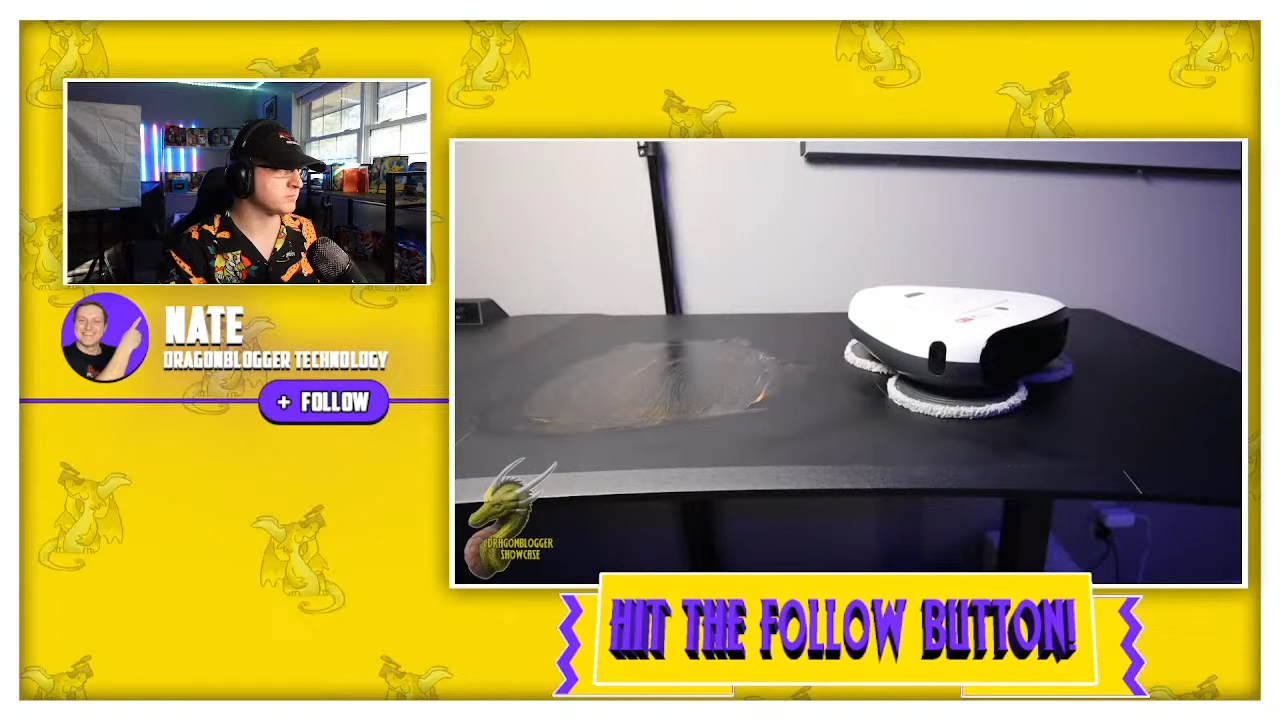 NATE
DRAGONBLOGGER TECHNOLOGY
+ FOLLOW
DRAGONBLOGGER
SHOWCASE
HIT THE FOLLOW BUTTON!